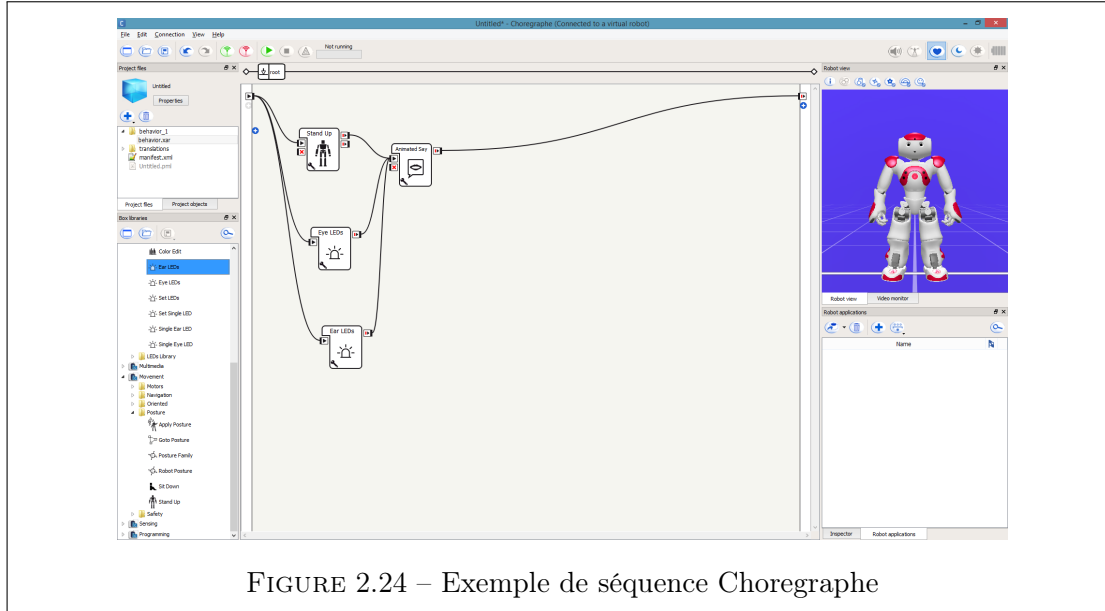 Untitled* - Choregraphe (Connected to a virtual robot)
File Edit Connection View Help
Not running
Project files
root
Robot view
Untitled
Properties
behavior_1
behavior.xar
translations
manifest.xml
Untitled.pml
Project files Project objects
Box libraries
Color Edit
Ear LEDs
Eye LEDs
Set LEDs
Set Single LED
Single Ear LED
Single Eye LED
LEDs Library
Multimedia
Movement
Motors
Navigation
Oriented
Posture
Apply Posture
Goto Posture
Posture Family
Robot Posture
Sit Down
Stand Up
Safety
Sensing
Programming
Stand Up
Animated Say
Eye LEDs
Ear LEDs
Robot view Video monitor
Robot applications
Name
Inspector Robot applications
FIGURE 2.24 – Exemple de séquence Choregraphe